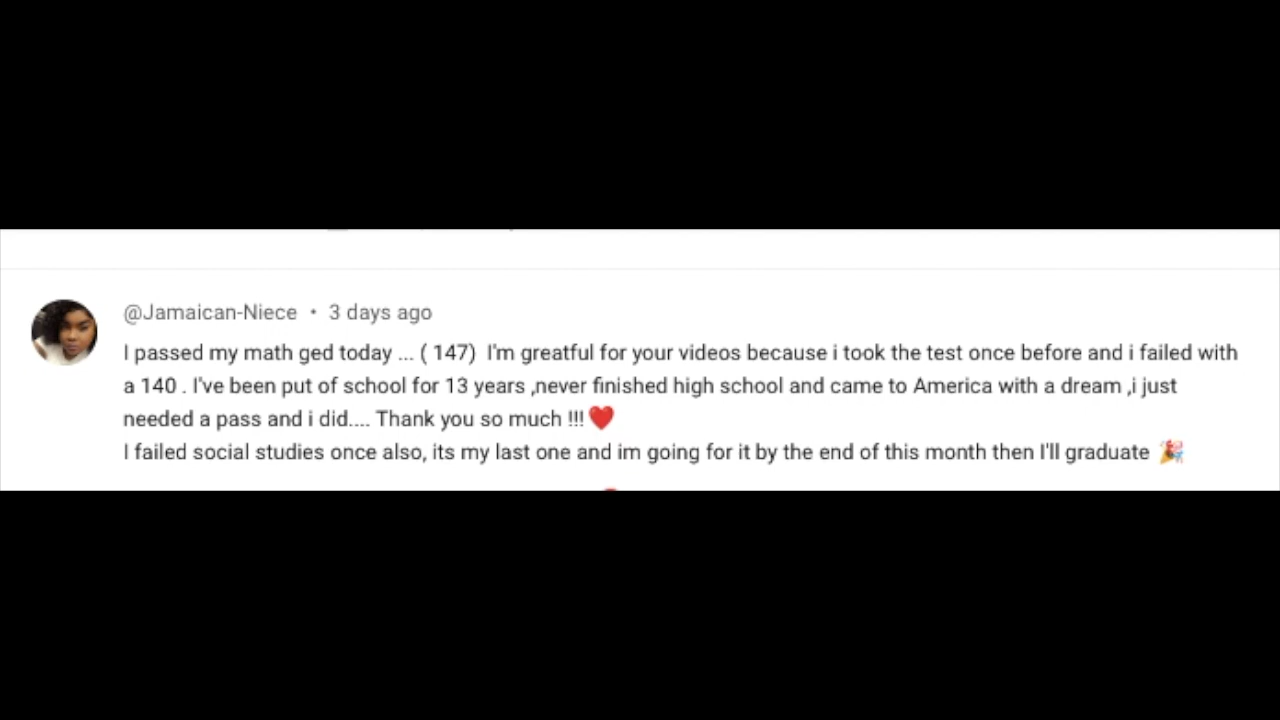 @Jamaican-Niece • 3 days ago
I passed my math ged today ... ( 147)  I'm greatful for your videos because i took the test once before and i failed with
a 140 . I've been put of school for 13 years ,never finished high school and came to America with a dream ,i just
needed a pass and i did.... Thank you so much !!! ❤️
I failed social studies once also, its my last one and im going for it by the end of this month then I'll graduate 🎉